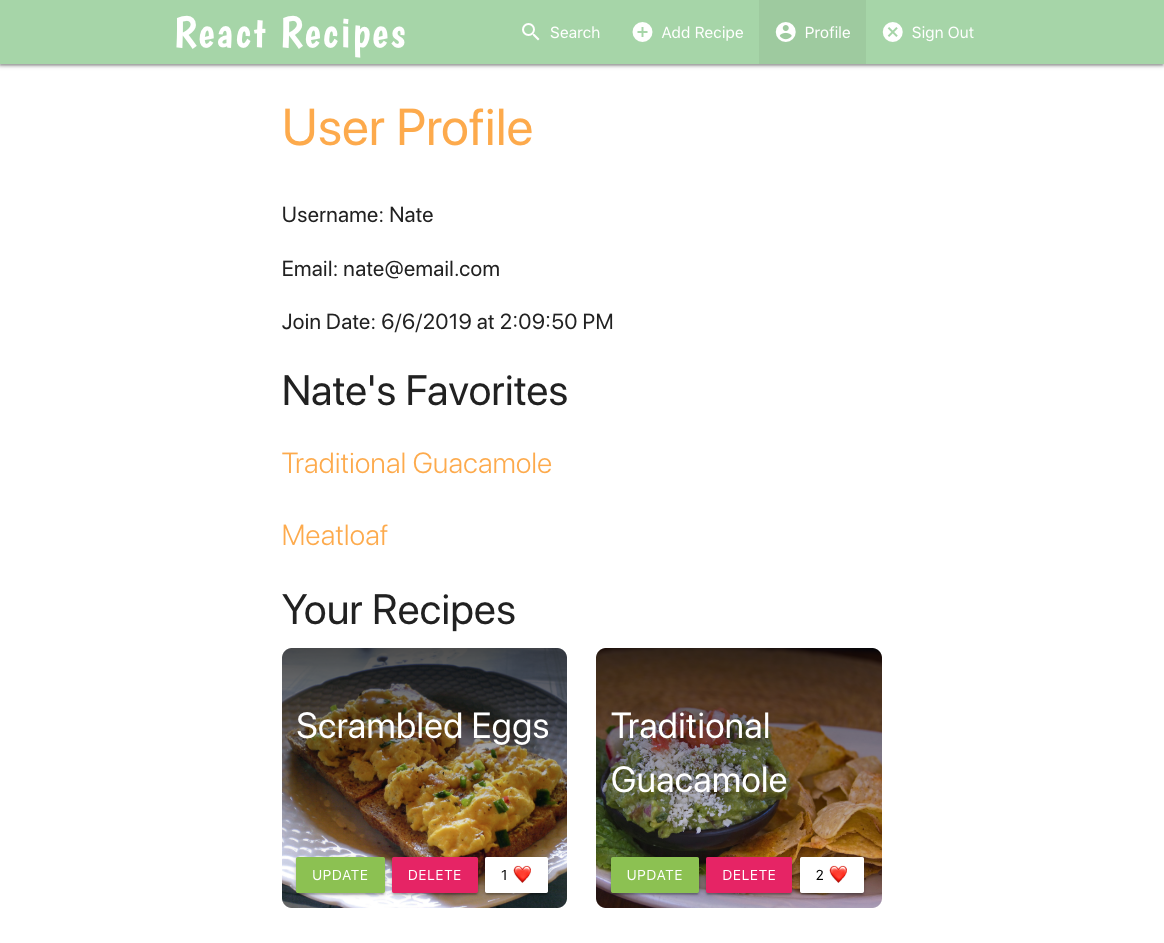 React Recipes
Search
Add Recipe
Profile
Sign Out
User Profile
Username: Nate
Email: nate@email.com
Join Date: 6/6/2019 at 2:09:50 PM
Nate's Favorites
Traditional Guacamole
Meatloaf
Your Recipes
Scrambled Eggs
UPDATE
DELETE
1 ❤️
Traditional
Guacamole
UPDATE
DELETE
2 ❤️